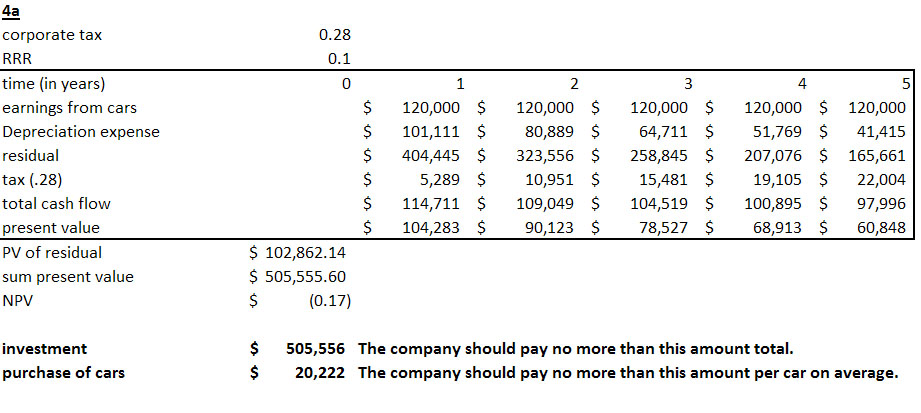 4a
corporate tax 0.28
RRR 0.1
time (in years) 0 1 2 3 4 5
earnings from cars $ 120,000 $ 120,000 $ 120,000 $ 120,000 $ 120,000
Depreciation expense $ 101,111 $ 80,889 $ 64,711 $ 51,769 $ 41,415
residual $ 404,445 $ 323,556 $ 258,845 $ 207,076 $ 165,661
tax (.28) $ 5,289 $ 10,951 $ 15,481 $ 19,105 $ 22,004
total cash flow $ 114,711 $ 109,049 $ 104,519 $ 100,895 $ 97,996
present value $ 104,283 $ 90,123 $ 78,527 $ 68,913 $ 60,848
PV of residual $ 102,862.14
sum present value $ 505,555.60
NPV $ (0.17)
investment $ 505,556 The company should pay no more than this amount total.
purchase of cars $ 20,222 The company should pay no more than this amount per car on average.